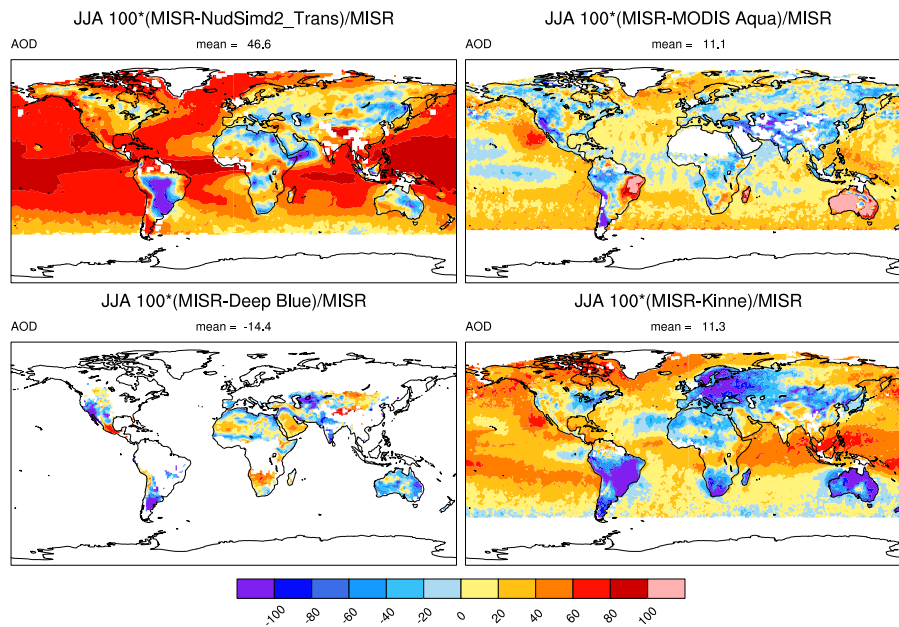 JJA 100*(MISR-NudSimd2_Trans)/MISR
AOD mean = 46.6
JJA 100*(MISR-MODIS Aqua)/MISR
AOD mean = 11.1
JJA 100*(MISR-Deep Blue)/MISR
AOD mean = -14.4
JJA 100*(MISR-Kinne)/MISR
AOD mean = 11.3
-100 -80 -60 -40 -20 0 20 40 60 80 100